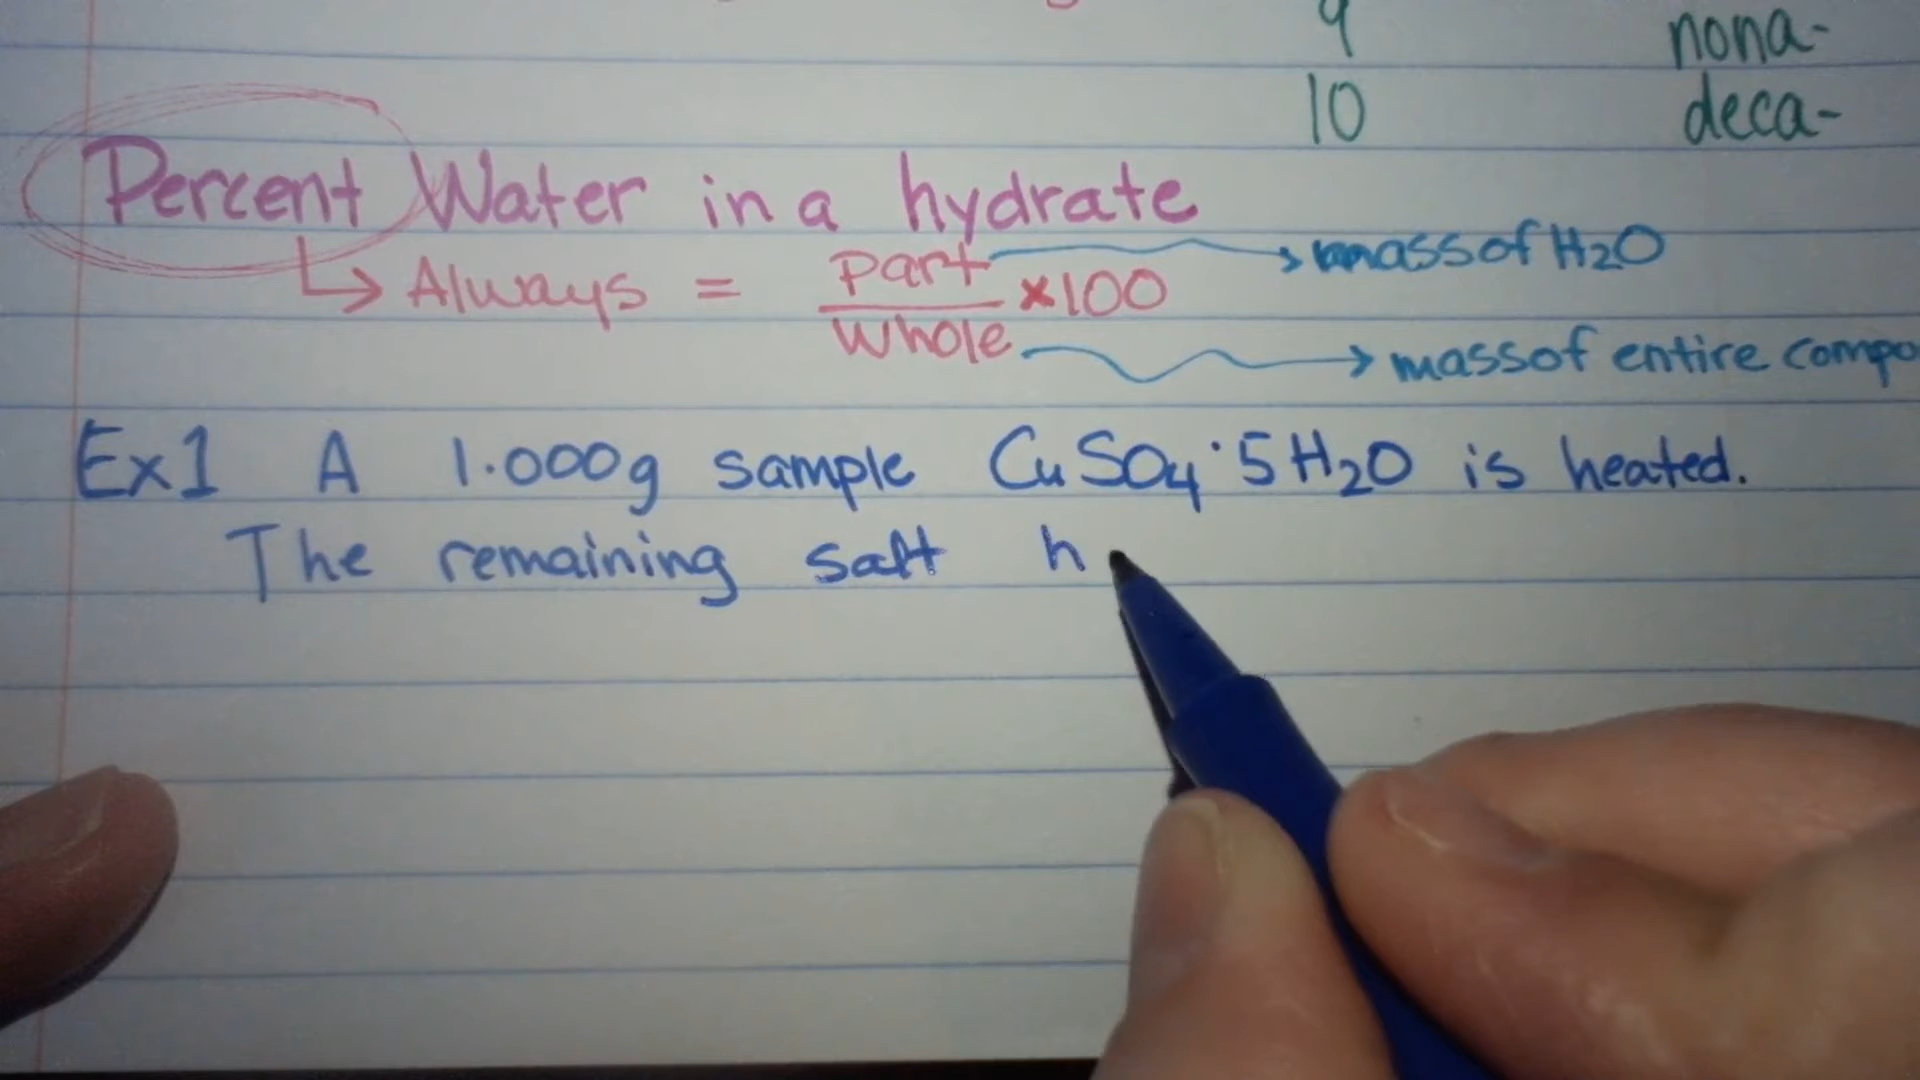 9 nona-
10 deca-
Percent Water in a hydrate
↳ Always = part/whole ×100
→ mass of H2O
→ mass of entire compo
Ex1 A 1.000g sample CuSO4·5H2O is heated.
The remaining salt h